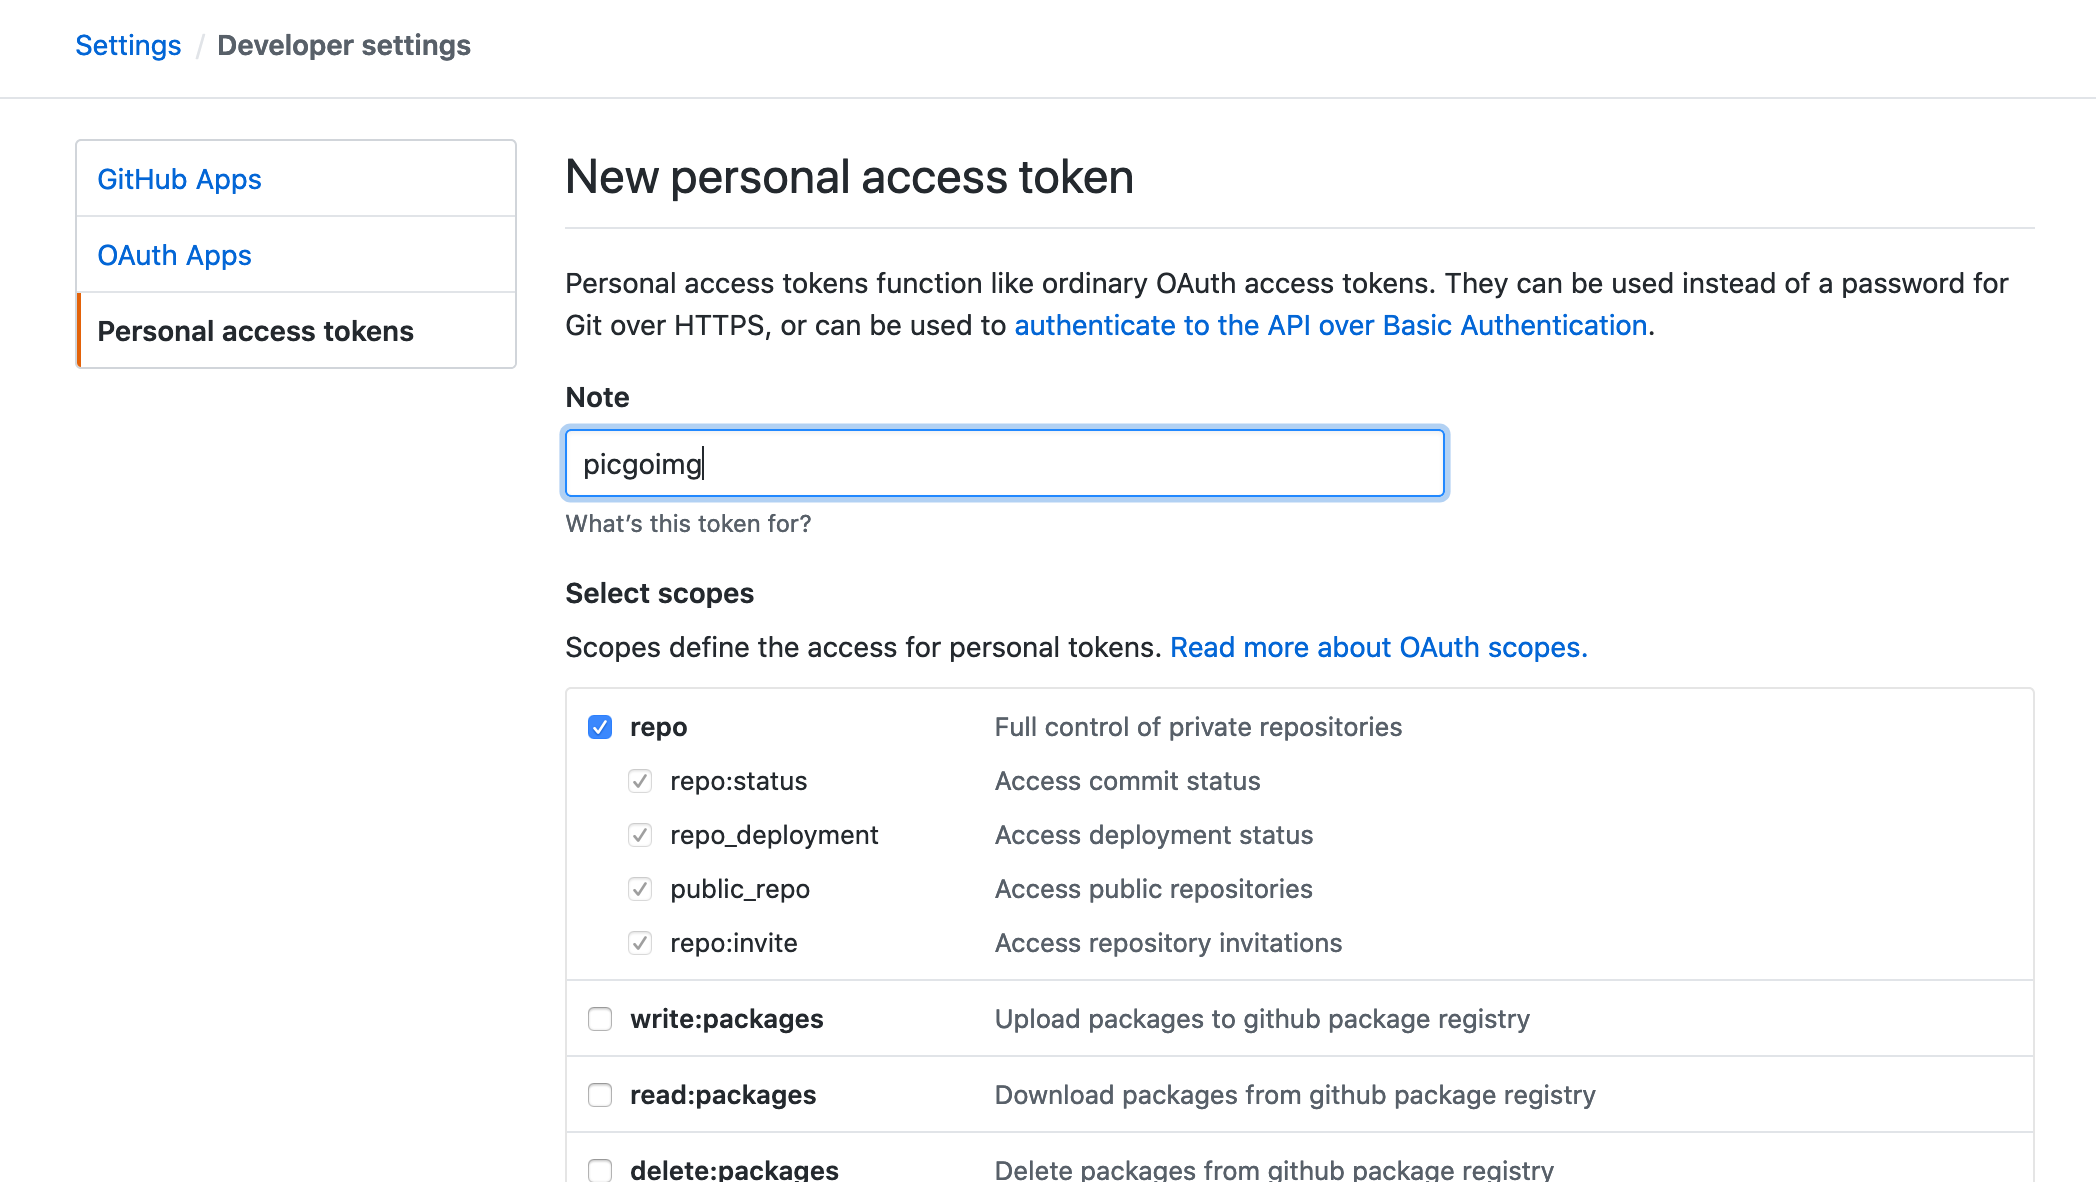 Settings / Developer settings
GitHub Apps
OAuth Apps
Personal access tokens
New personal access token
Personal access tokens function like ordinary OAuth access tokens. They can be used instead of a password for
Git over HTTPS, or can be used to authenticate to the API over Basic Authentication.
Note
picgoimg
What’s this token for?
Select scopes
Scopes define the access for personal tokens. Read more about OAuth scopes.
repo Full control of private repositories
repo:status Access commit status
repo_deployment Access deployment status
public_repo Access public repositories
repo:invite Access repository invitations
write:packages Upload packages to github package registry
read:packages Download packages from github package registry
delete:packages Delete packages from github package registry